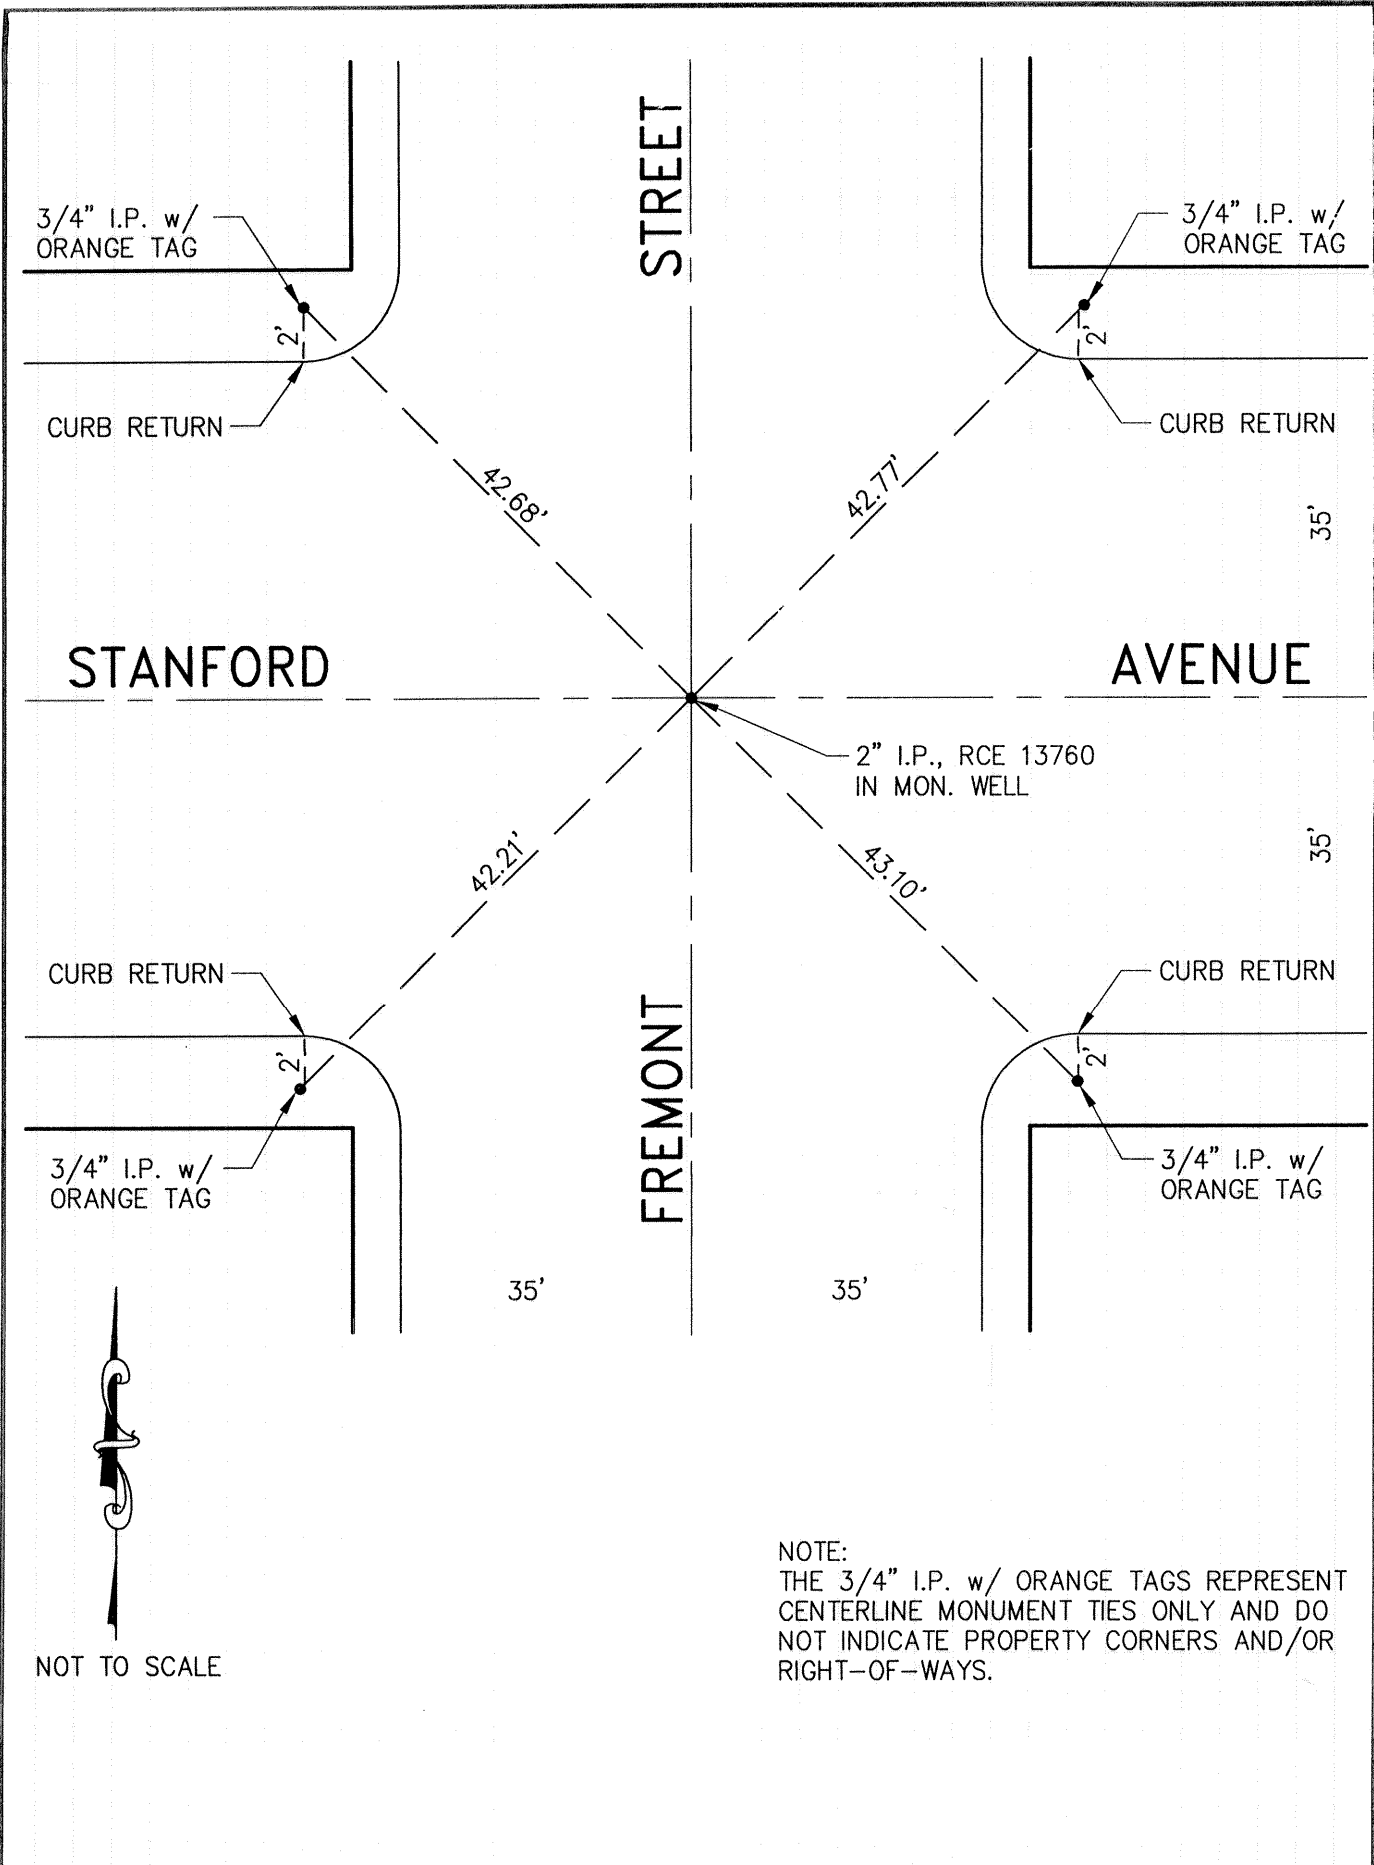 STREET
3/4" I.P. w/
ORANGE TAG
3/4" I.P. w/
ORANGE TAG
2'
2'
CURB RETURN
CURB RETURN
42.68'
42.77'
35'
STANFORD
AVENUE
2" I.P., RCE 13760
IN MON. WELL
42.21'
43.10'
35'
CURB RETURN
CURB RETURN
FREMONT
2'
2'
3/4" I.P. w/
ORANGE TAG
3/4" I.P. w/
ORANGE TAG
35'
35'
NOT TO SCALE
NOTE:
THE 3/4" I.P. w/ ORANGE TAGS REPRESENT
CENTERLINE MONUMENT TIES ONLY AND DO
NOT INDICATE PROPERTY CORNERS AND/OR
RIGHT-OF-WAYS.